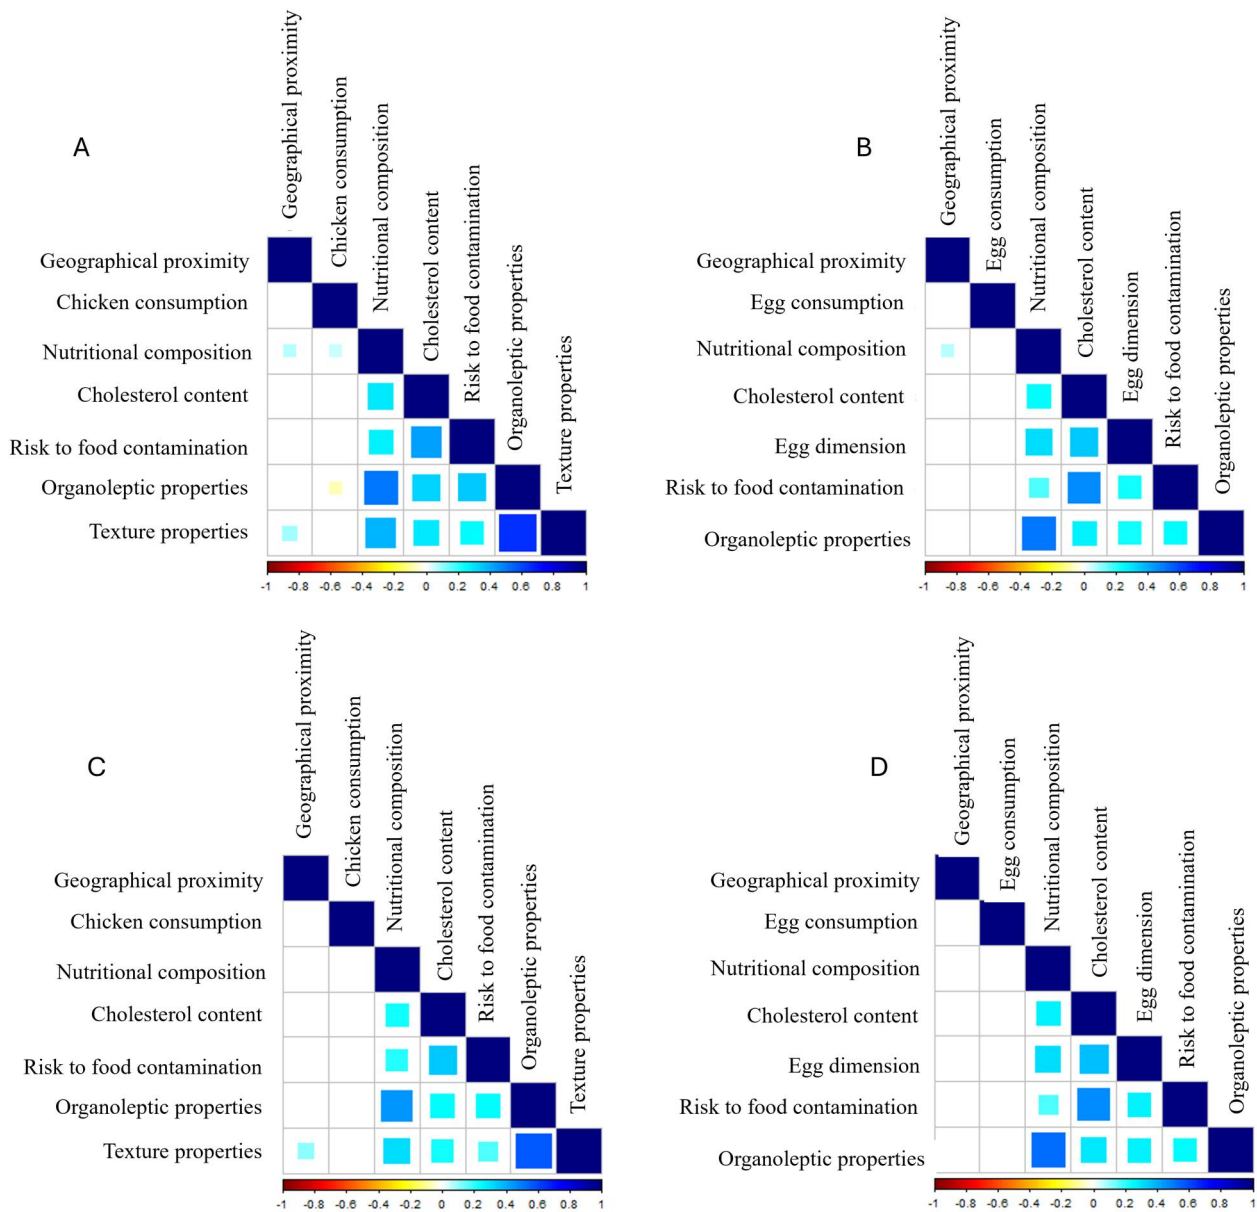 A
Geographical proximity
Chicken consumption
Nutritional composition
Cholesterol content
Risk to food contamination
Organoleptic properties
Texture properties
Geographical proximity
Chicken consumption
Nutritional composition
Cholesterol content
Risk to food contamination
Organoleptic properties
Texture properties
-1 -0.8 -0.6 -0.4 -0.2 0 0.2 0.4 0.6 0.8 1
B
Geographical proximity
Egg consumption
Nutritional composition
Cholesterol content
Egg dimension
Risk to food contamination
Organoleptic properties
Geographical proximity
Egg consumption
Nutritional composition
Cholesterol content
Egg dimension
Risk to food contamination
Organoleptic properties
-1 -0.8 -0.6 -0.4 -0.2 0 0.2 0.4 0.6 0.8 1
C
Geographical proximity
Chicken consumption
Nutritional composition
Cholesterol content
Risk to food contamination
Organoleptic properties
Texture properties
Geographical proximity
Chicken consumption
Nutritional composition
Cholesterol content
Risk to food contamination
Organoleptic properties
Texture properties
-1 -0.8 -0.6 -0.4 -0.2 0 0.2 0.4 0.6 0.8 1
D
Geographical proximity
Egg consumption
Nutritional composition
Cholesterol content
Egg dimension
Risk to food contamination
Organoleptic properties
Geographical proximity
Egg consumption
Nutritional composition
Cholesterol content
Egg dimension
Risk to food contamination
Organoleptic properties
-1 -0.8 -0.6 -0.4 -0.2 0 0.2 0.4 0.6 0.8 1